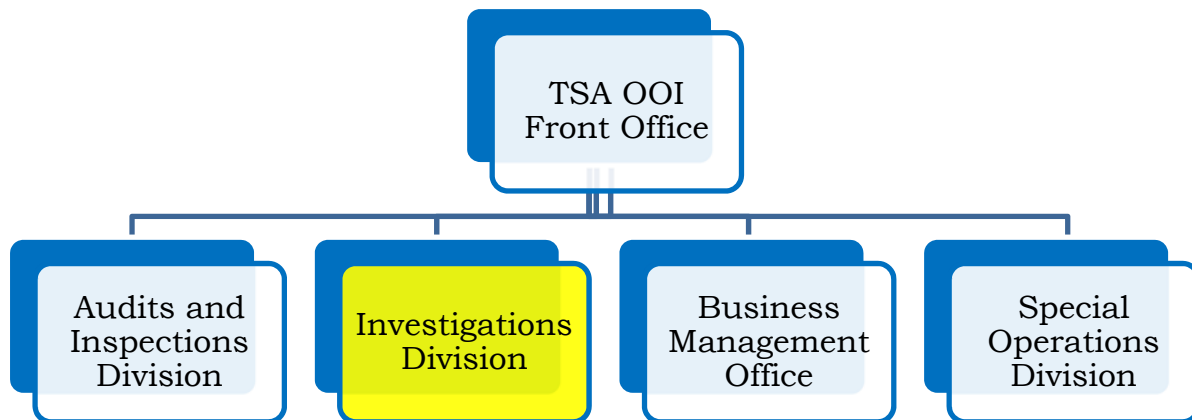 TSA OOI
Front Office
Audits and
Inspections
Division
Investigations
Division
Business
Management
Office
Special
Operations
Division